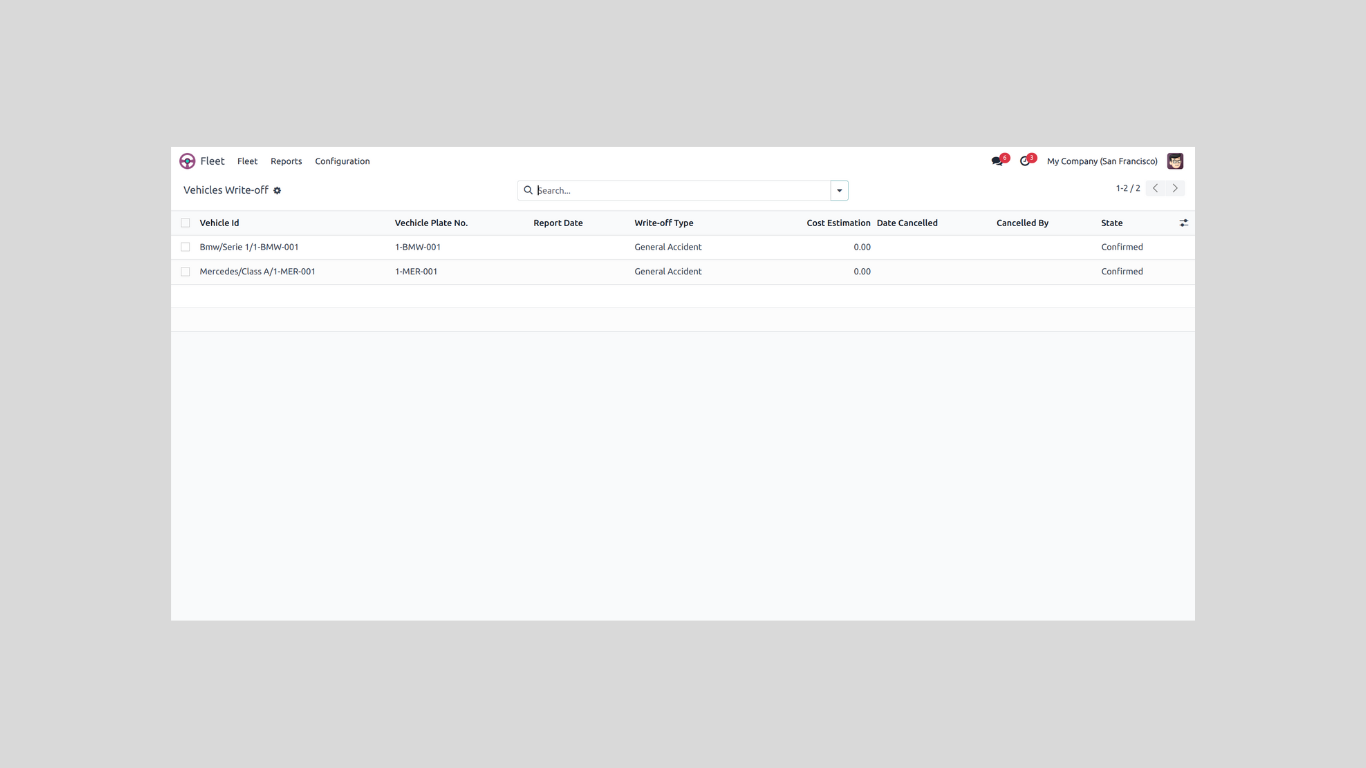 Fleet Fleet Reports Configuration 6 3 My Company (San Francisco)
Vehicles Write-off Search... 1-2 / 2
Vehicle Id Vechicle Plate No. Report Date Write-off Type Cost Estimation Date Cancelled Cancelled By State
Bmw/Serie 1/1-BMW-001 1-BMW-001 General Accident 0.00 Confirmed
Mercedes/Class A/1-MER-001 1-MER-001 General Accident 0.00 Confirmed